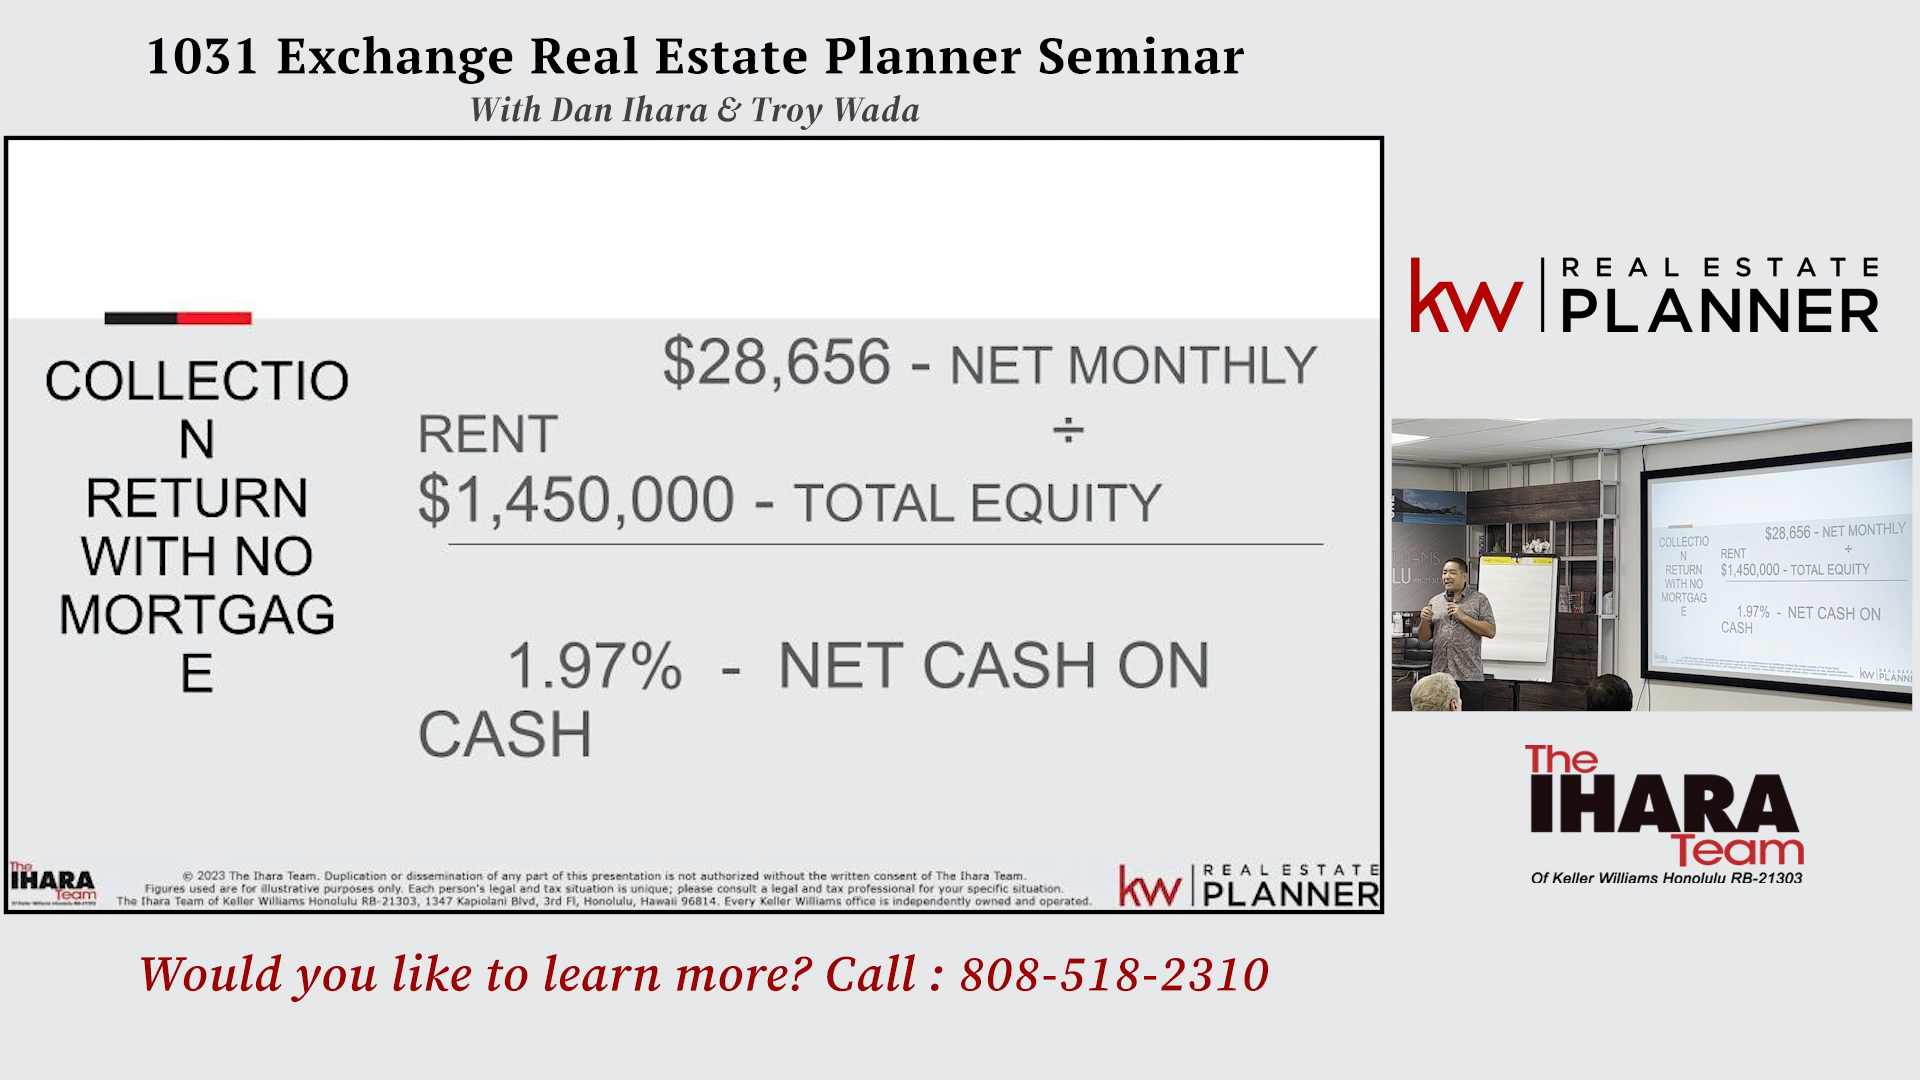 1031 Exchange Real Estate Planner Seminar
With Dan Ihara & Troy Wada
COLLECTIO
N
RETURN
WITH NO
MORTGAG
E
$28,656 - NET MONTHLY
RENT ÷
$1,450,000 - TOTAL EQUITY
1.97% - NET CASH ON
CASH
The
IHARA
Team
© 2023 The Ihara Team. Duplication or dissemination of any part of this presentation is not authorized without the written consent of The Ihara Team.
Figures used are for illustrative purposes only. Each person's legal and tax situation is unique; please consult a legal and tax professional for your specific situation.
The Ihara Team of Keller Williams Honolulu RB-21303, 1347 Kapiolani Blvd, 3rd Fl, Honolulu, Hawaii 96814. Every Keller Williams office is independently owned and operated.
kw REAL ESTATE
PLANNER
Would you like to learn more? Call : 808-518-2310
kw REAL ESTATE
PLANNER
COLLECTIO
N
RETURN
WITH NO
MORTGAG
E
$28,656 - NET MONTHLY
RENT ÷
$1,450,000 - TOTAL EQUITY
1.97% - NET CASH ON
CASH
kw
The
IHARA
Team
Of Keller Williams Honolulu RB-21303